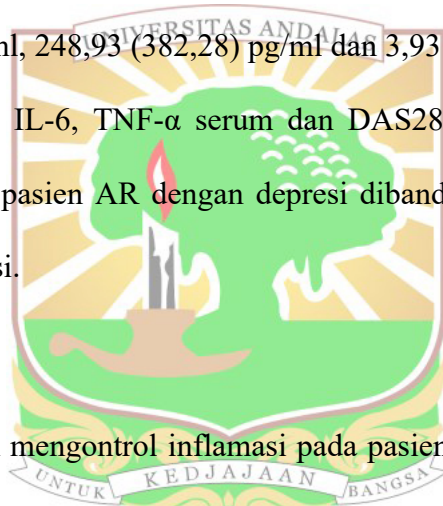 UNIVERSITAS ANDALAS
ml, 248,93 (382,28) pg/ml dan 3,93
IL-6, TNF-α serum dan DAS28
pasien AR dengan depresi diband
si.
mengontrol inflamasi pada pasien
UNTUK KEDJAJAAN BANGSA